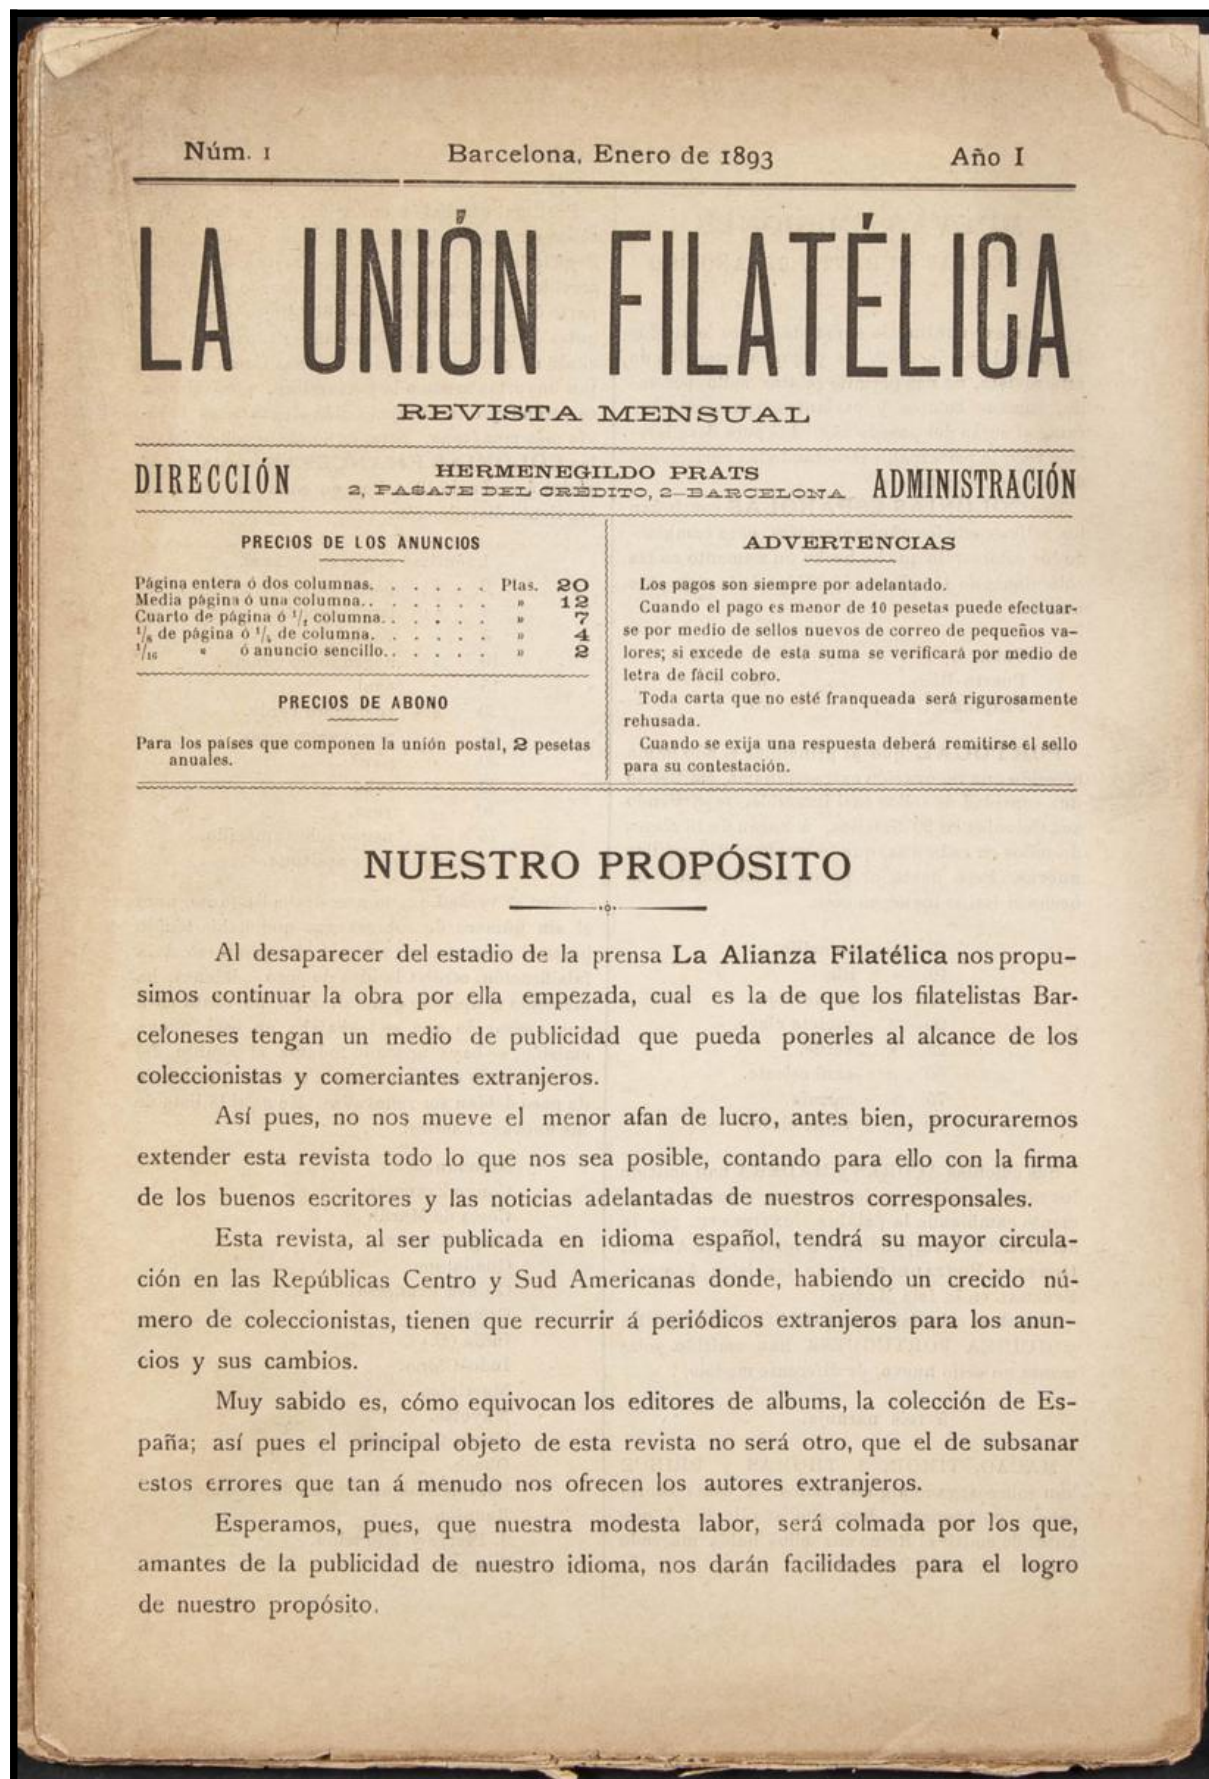 Núm. 1 Barcelona, Enero de 1893 Año I
LA UNIÓN FILATÉLICA
REVISTA MENSUAL
DIRECCIÓN HERMENEGILDO PRATS ADMINISTRACIÓN
2, PASAJE DEL CRÉDITO, 2—BARCELONA
PRECIOS DE LOS ANUNCIOS
Página entera ó dos columnas. . . . . . Ptas. 20
Media página ó una columna. . . . . . . » 12
Cuarto de página ó ¹/₂ columna. . . . . . » 7
¹/₈ de página ó ¹/₄ de columna. . . . . . » 4
¹/₁₆ « ó anuncio sencillo. . . . . . » 2
PRECIOS DE ABONO
Para los países que componen la unión postal, 2 pesetas
anuales.
ADVERTENCIAS
Los pagos son siempre por adelantado.
Cuando el pago es menor de 10 pesetas puede efectuar-
se por medio de sellos nuevos de correo de pequeños va-
lores; si excede de esta suma se verificará por medio de
letra de fácil cobro.
Toda carta que no esté franqueada será rigurosamente
rehusada.
Cuando se exija una respuesta deberá remitirse el sello
para su contestación.
NUESTRO PROPÓSITO
Al desaparecer del estadio de la prensa La Alianza Filatélica nos propu-
simos continuar la obra por ella empezada, cual es la de que los filatelistas Bar-
celoneses tengan un medio de publicidad que pueda ponerles al alcance de los
coleccionistas y comerciantes extranjeros.
Así pues, no nos mueve el menor afan de lucro, antes bien, procuraremos
extender esta revista todo lo que nos sea posible, contando para ello con la firma
de los buenos escritores y las noticias adelantadas de nuestros corresponsales.
Esta revista, al ser publicada en idioma español, tendrá su mayor circula-
ción en las Repúblicas Centro y Sud Americanas donde, habiendo un crecido nú-
mero de coleccionistas, tienen que recurrir á periódicos extranjeros para los anun-
cios y sus cambios.
Muy sabido es, cómo equivocan los editores de albums, la colección de Es-
paña; así pues el principal objeto de esta revista no será otro, que el de subsanar
estos errores que tan á menudo nos ofrecen los autores extranjeros.
Esperamos, pues, que nuestra modesta labor, será colmada por los que,
amantes de la publicidad de nuestro idioma, nos darán facilidades para el logro
de nuestro propósito.